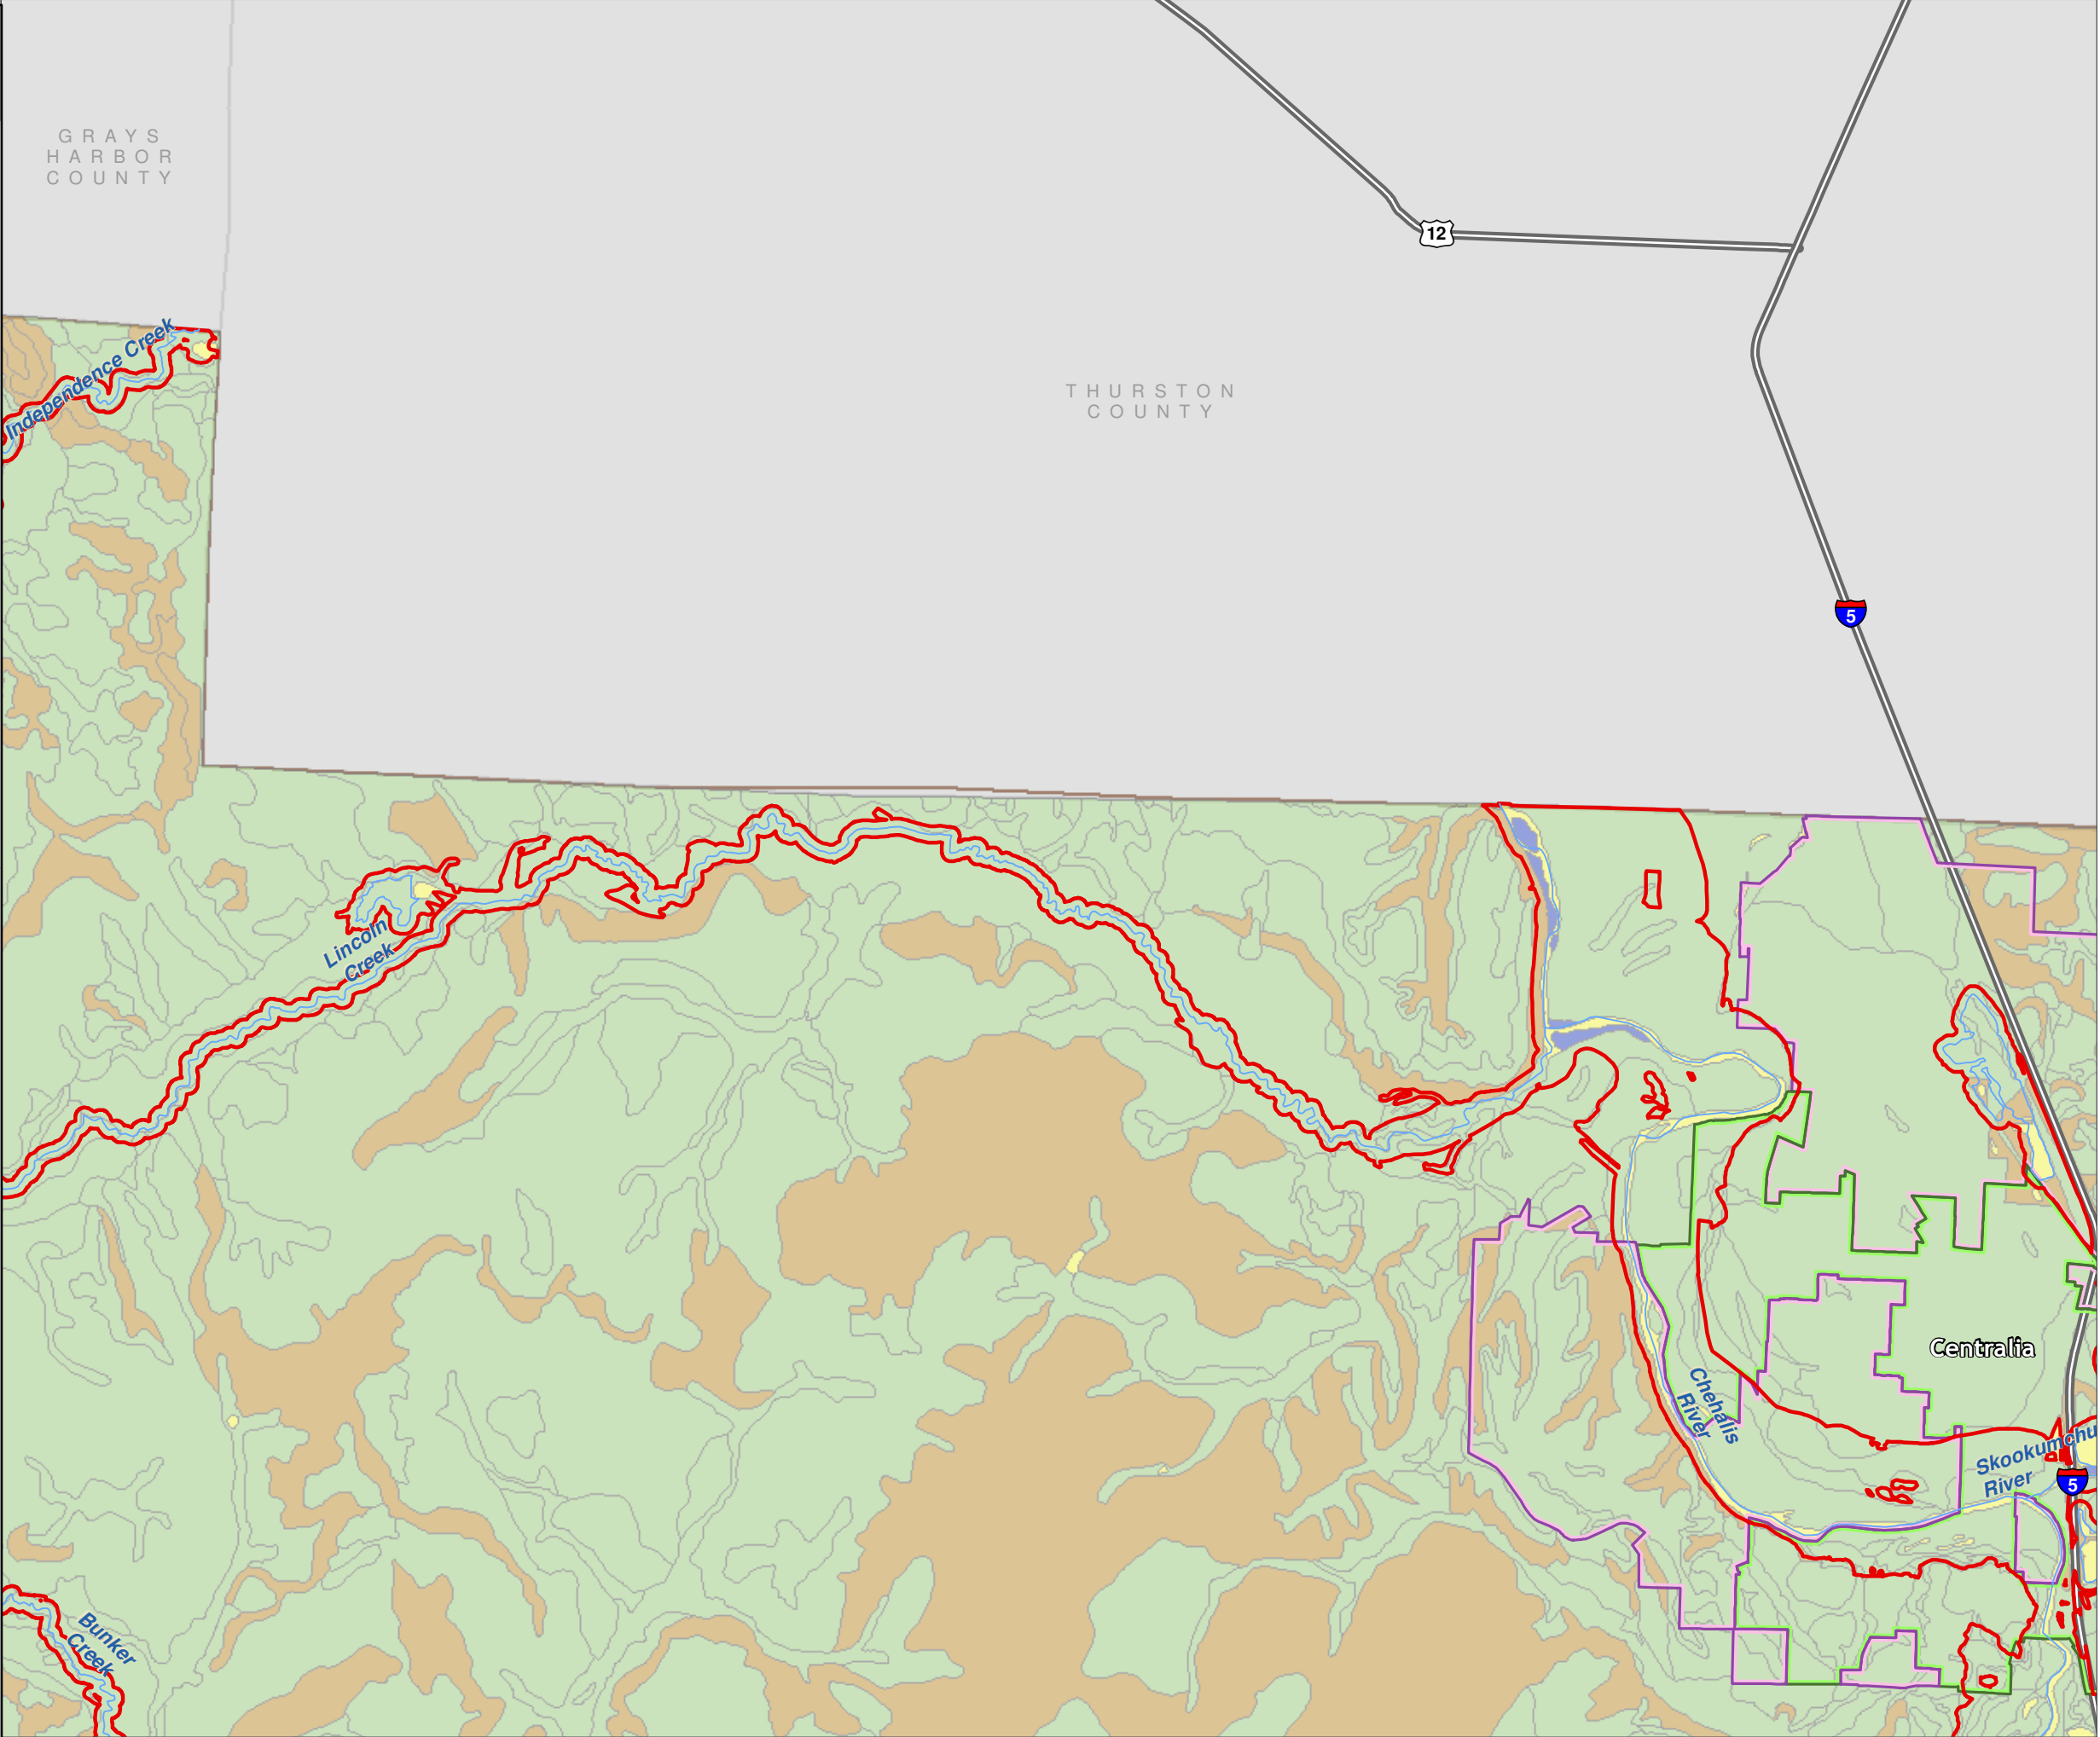 GRAYS
HARBOR
COUNTY
12
Independence Creek
THURSTON
COUNTY
5
Lincoln
Creek
Centralia
Chehalis
River
Skookumchu
River
5
Bunker
Creek